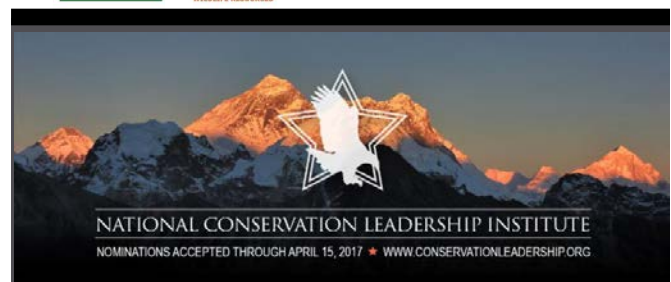 NATIONAL CONSERVATION LEADERSHIP INSTITUTE
NOMINATIONS ACCEPTED THROUGH APRIL 15, 2017 ★ WWW.CONSERVATIONLEADERSHIP.ORG